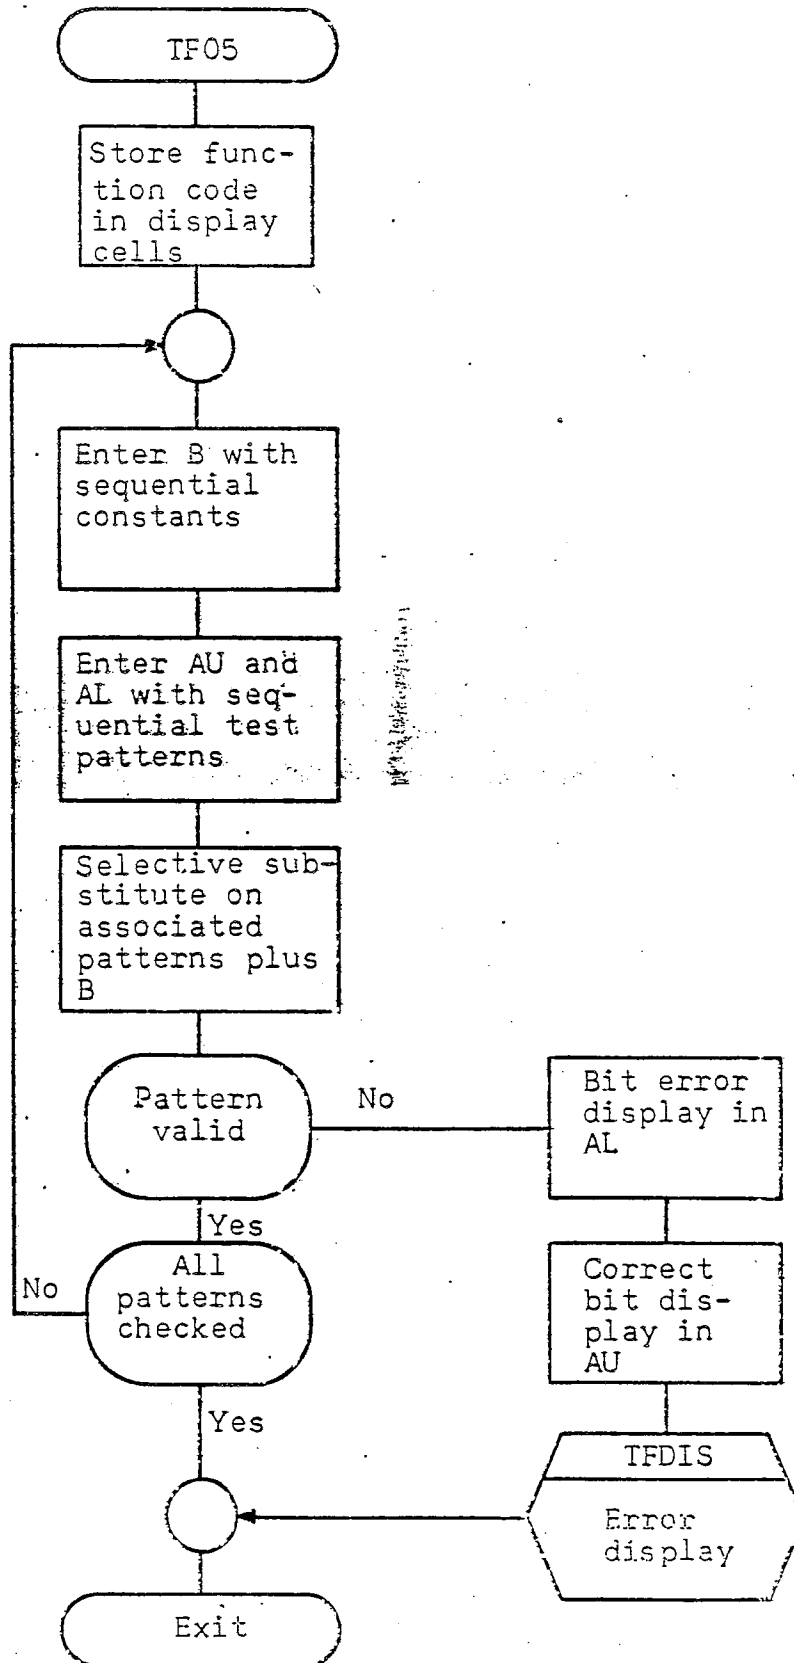 TF05
Store func-
tion code
in display
cells
Enter B with
sequential
constants
Enter AU and
AL with seq-
uential test
patterns
Selective sub-
stitute on
associated
patterns plus
B
Pattern
valid
No
Bit error
display in
AL
Yes
All
patterns
checked
No
Correct
bit dis-
play in
AU
Yes
TFDIS
Error
display
Exit